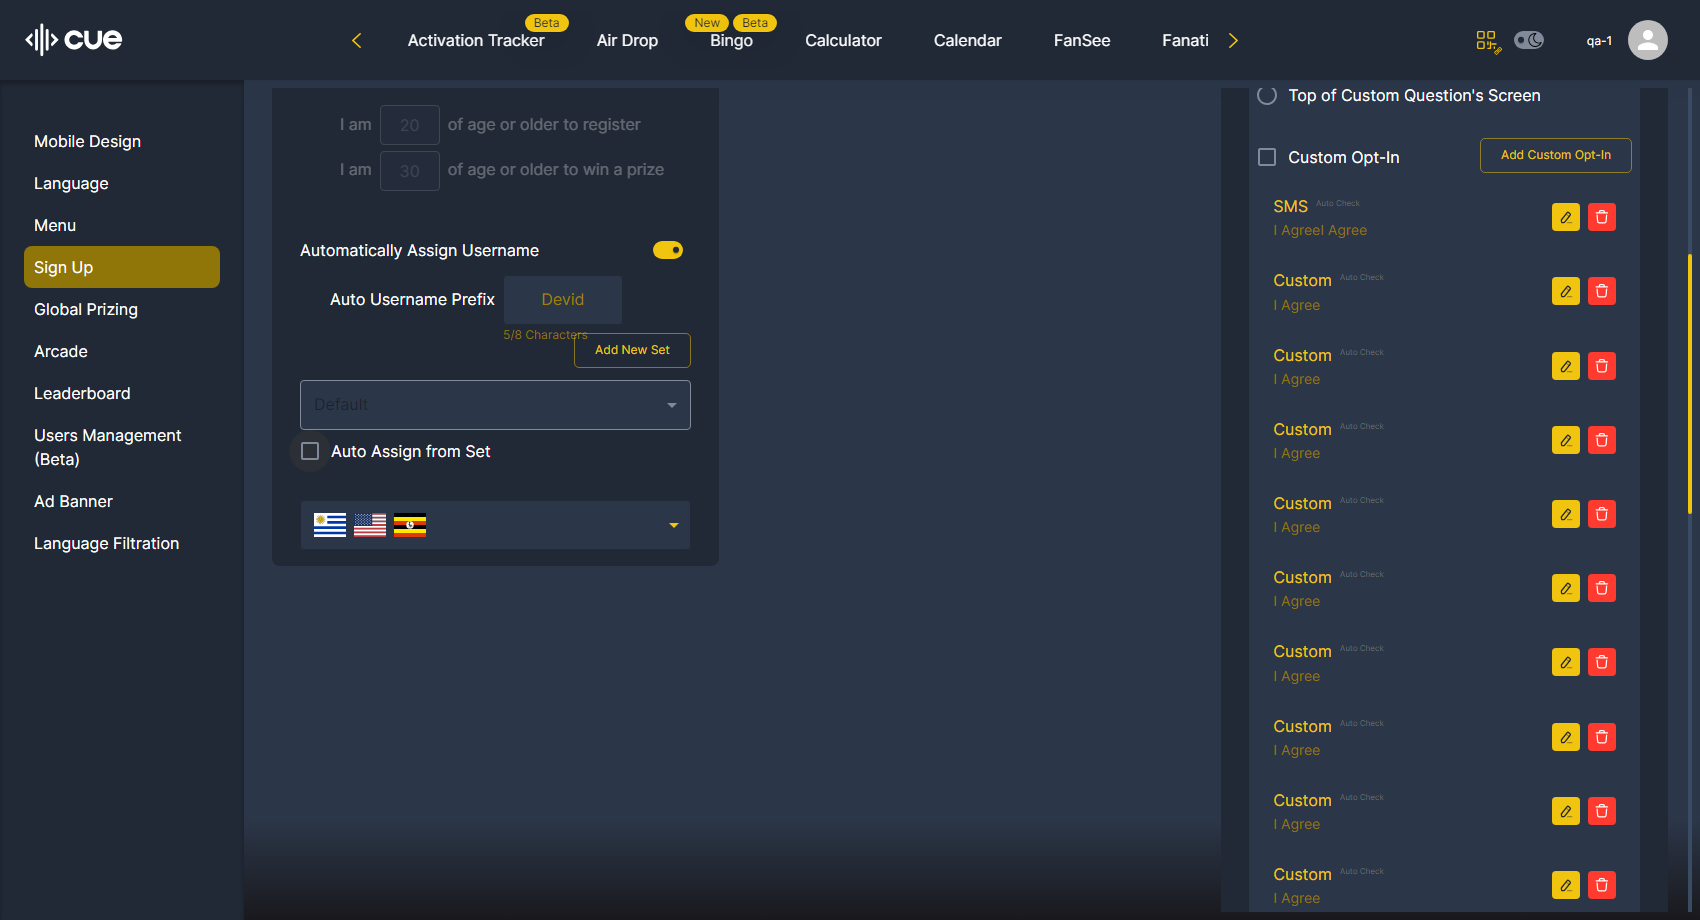 cue
Activation Tracker
Beta
Air Drop
New
Beta
Bingo
Calculator
Calendar
FanSee
Fanati
qa-1
Mobile Design
Language
Menu
Sign Up
Global Prizing
Arcade
Leaderboard
Users Management
(Beta)
Ad Banner
Language Filtration
I am 20 of age or older to register
I am 30 of age or older to win a prize
Automatically Assign Username
Auto Username Prefix Devid
5/8 Characters
Add New Set
Default
Auto Assign from Set
Top of Custom Question's Screen
Custom Opt-In
Add Custom Opt-In
SMS Auto Check
I AgreeI Agree
Custom Auto Check
I Agree
Custom Auto Check
I Agree
Custom Auto Check
I Agree
Custom Auto Check
I Agree
Custom Auto Check
I Agree
Custom Auto Check
I Agree
Custom Auto Check
I Agree
Custom Auto Check
I Agree
Custom Auto Check
I Agree